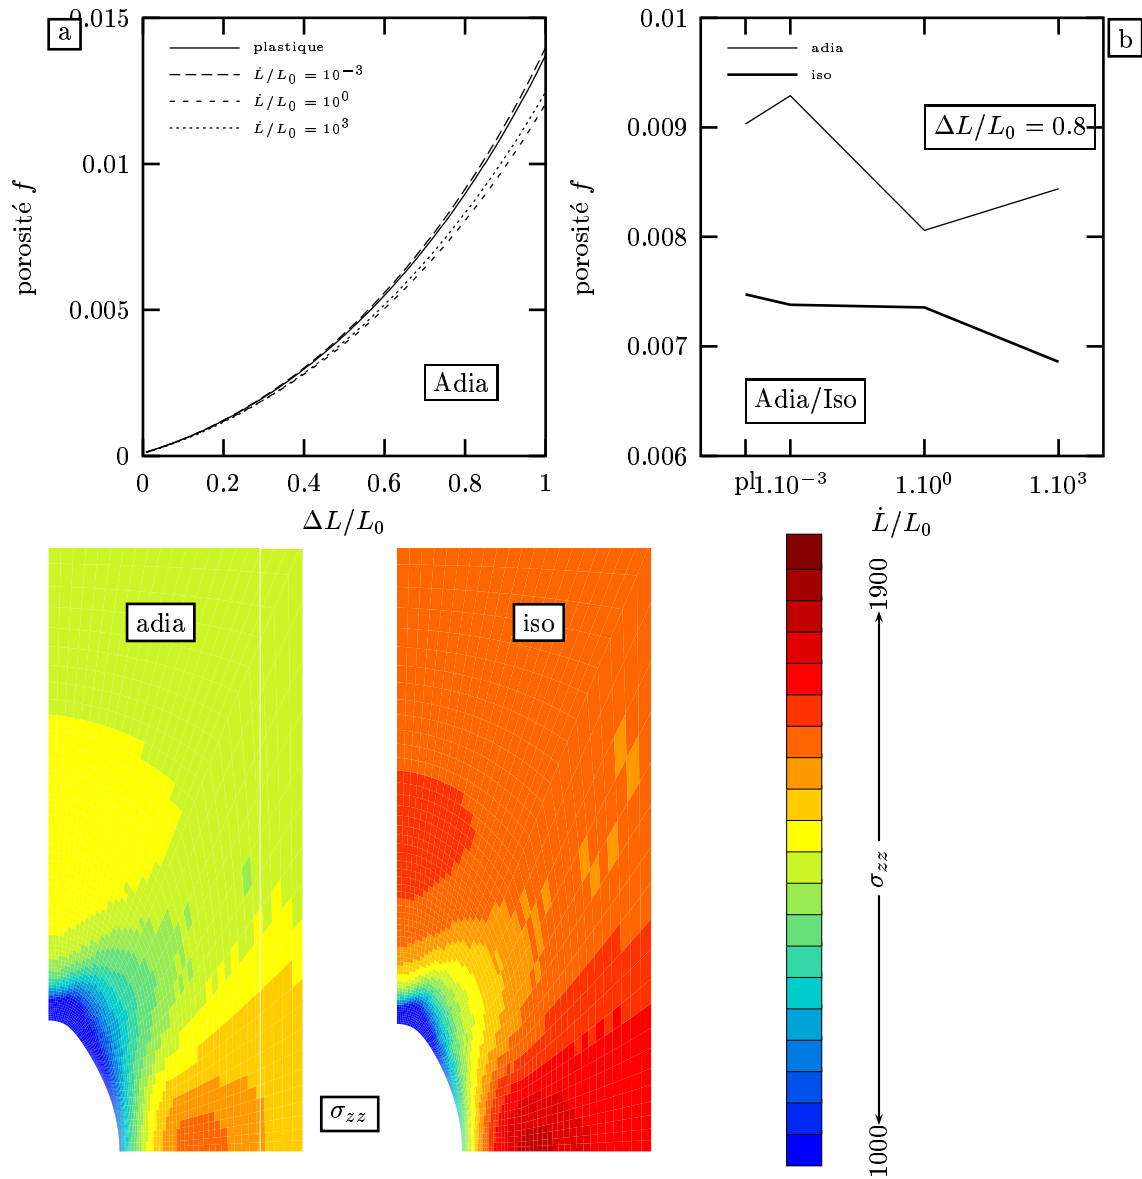 a
0.015
0.01
0.005
0
porosité f
plastique
L̇/L₀ = 10⁻³
L̇/L₀ = 10⁰
L̇/L₀ = 10³
Adia
0 0.2 0.4 0.6 0.8 1
ΔL/L₀
b
0.01
0.009
0.008
0.007
0.006
porosité f
adia
iso
ΔL/L₀ = 0.8
Adia/Iso
pl 1.10⁻³ 1.10⁰ 1.10³
L̇/L₀
adia
iso
σzz
1900
σzz
1000